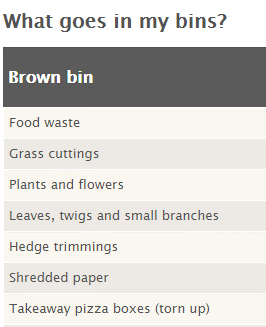 What goes in my bins?
Brown bin
Food waste
Grass cuttings
Plants and flowers
Leaves, twigs and small branches
Hedge trimmings
Shredded paper
Takeaway pizza boxes (torn up)